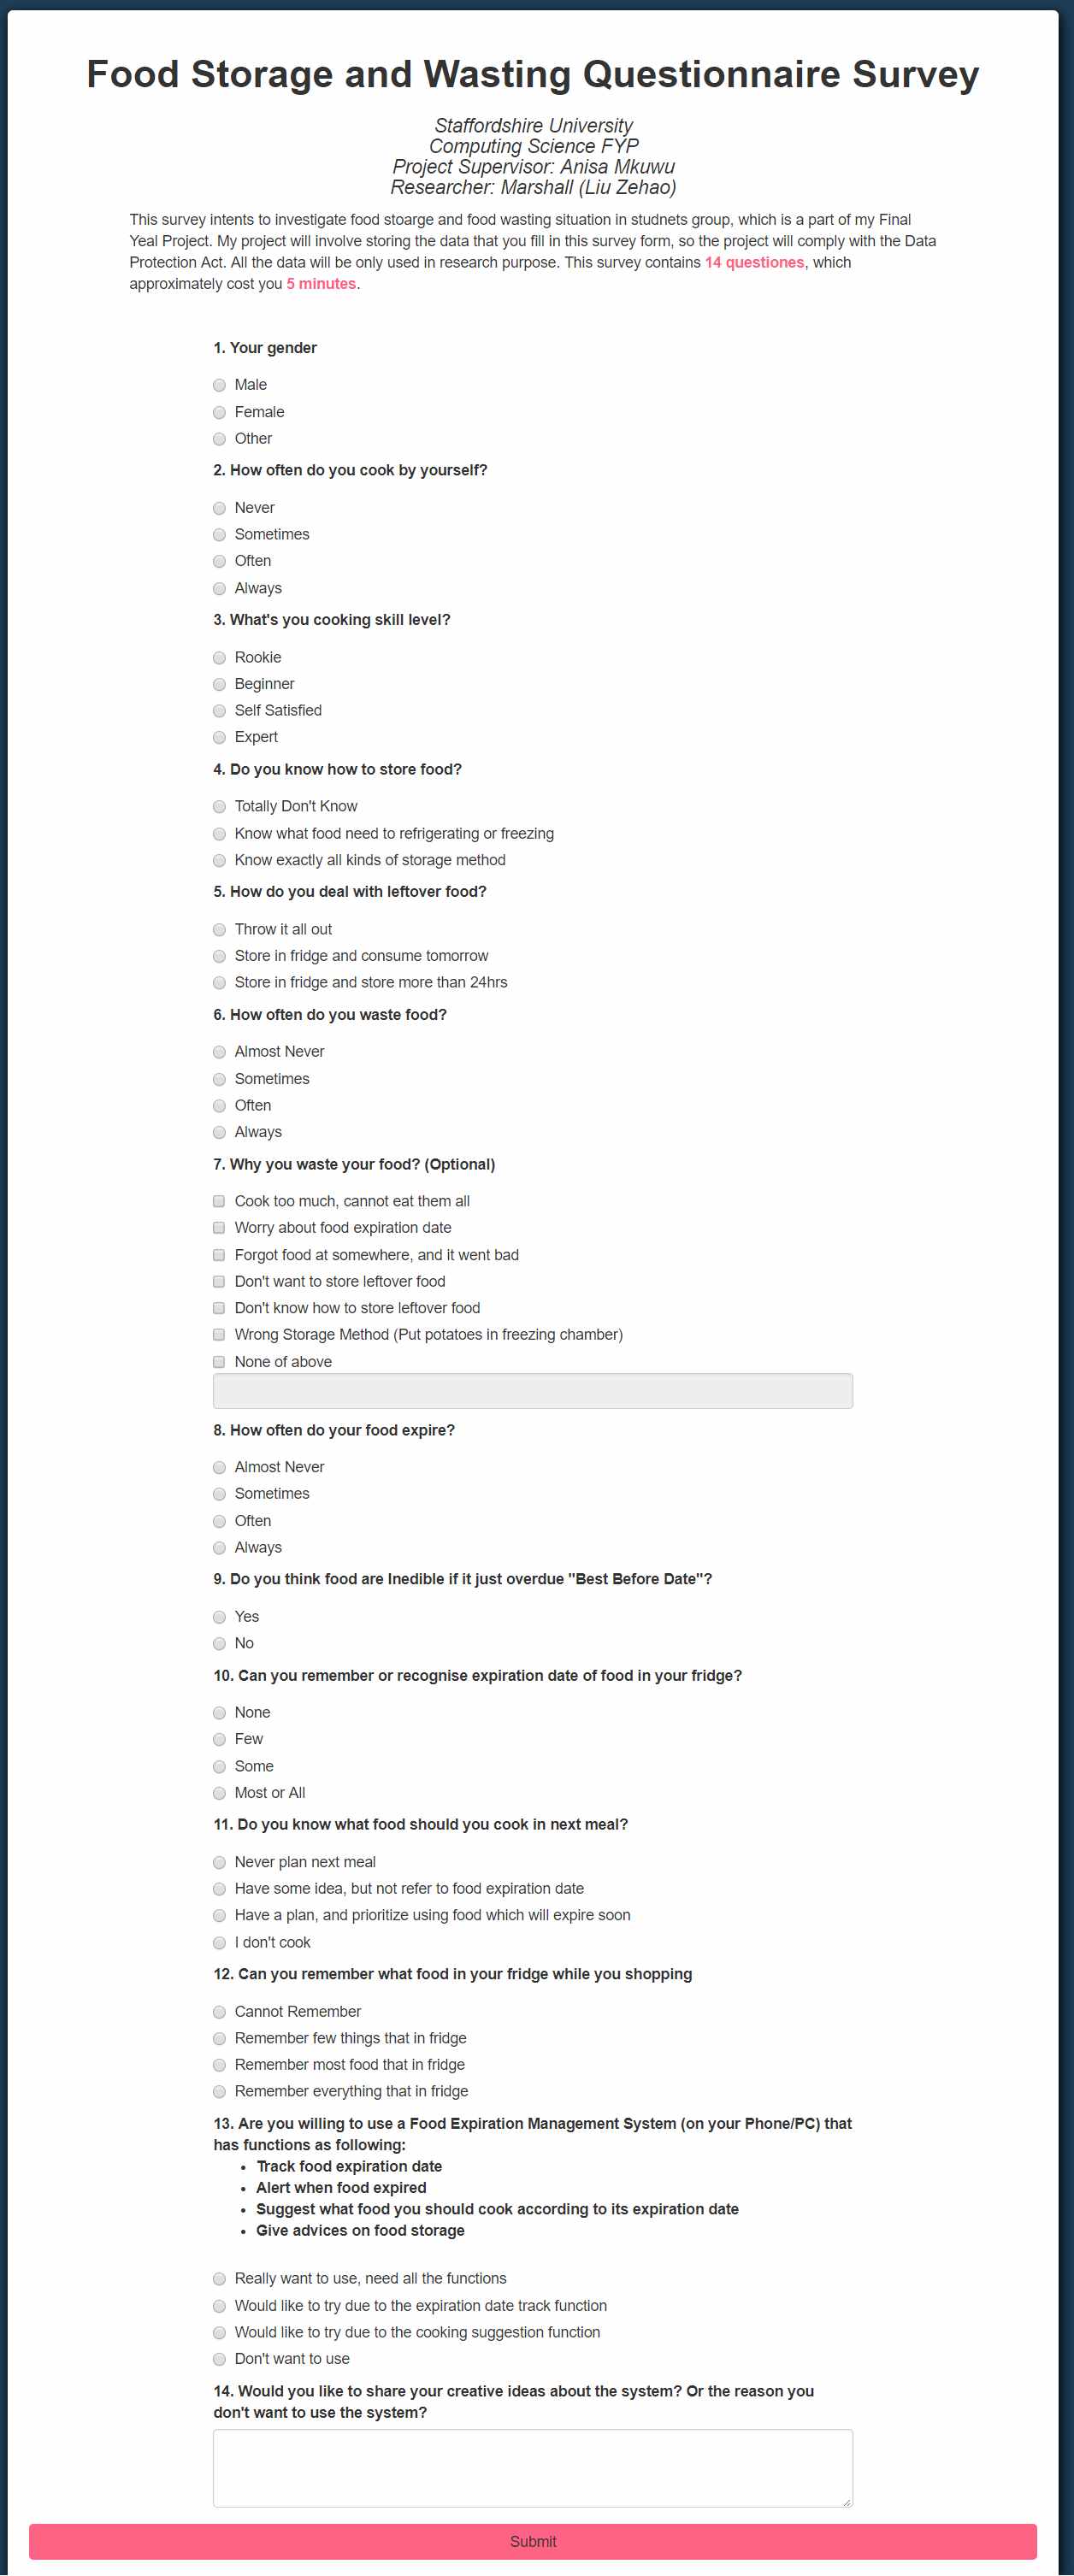 Food Storage and Wasting Questionnaire Survey
Staffordshire University
Computing Science FYP
Project Supervisor: Anisa Mkuwu
Researcher: Marshall (Liu Zehao)
This survey intents to investigate food stoarge and food wasting situation in studnets group, which is a part of my Final
Yeal Project. My project will involve storing the data that you fill in this survey form, so the project will comply with the Data
Protection Act. All the data will be only used in research purpose. This survey contains 14 questiones, which
approximately cost you 5 minutes.
1. Your gender
Male
Female
Other
2. How often do you cook by yourself?
Never
Sometimes
Often
Always
3. What's you cooking skill level?
Rookie
Beginner
Self Satisfied
Expert
4. Do you know how to store food?
Totally Don't Know
Know what food need to refrigerating or freezing
Know exactly all kinds of storage method
5. How do you deal with leftover food?
Throw it all out
Store in fridge and consume tomorrow
Store in fridge and store more than 24hrs
6. How often do you waste food?
Almost Never
Sometimes
Often
Always
7. Why you waste your food? (Optional)
Cook too much, cannot eat them all
Worry about food expiration date
Forgot food at somewhere, and it went bad
Don't want to store leftover food
Don't know how to store leftover food
Wrong Storage Method (Put potatoes in freezing chamber)
None of above
8. How often do your food expire?
Almost Never
Sometimes
Often
Always
9. Do you think food are Inedible if it just overdue "Best Before Date"?
Yes
No
10. Can you remember or recognise expiration date of food in your fridge?
None
Few
Some
Most or All
11. Do you know what food should you cook in next meal?
Never plan next meal
Have some idea, but not refer to food expiration date
Have a plan, and prioritize using food which will expire soon
I don't cook
12. Can you remember what food in your fridge while you shopping
Cannot Remember
Remember few things that in fridge
Remember most food that in fridge
Remember everything that in fridge
13. Are you willing to use a Food Expiration Management System (on your Phone/PC) that
has functions as following:
• Track food expiration date
• Alert when food expired
• Suggest what food you should cook according to its expiration date
• Give advices on food storage
Really want to use, need all the functions
Would like to try due to the expiration date track function
Would like to try due to the cooking suggestion function
Don't want to use
14. Would you like to share your creative ideas about the system? Or the reason you
don't want to use the system?
Submit